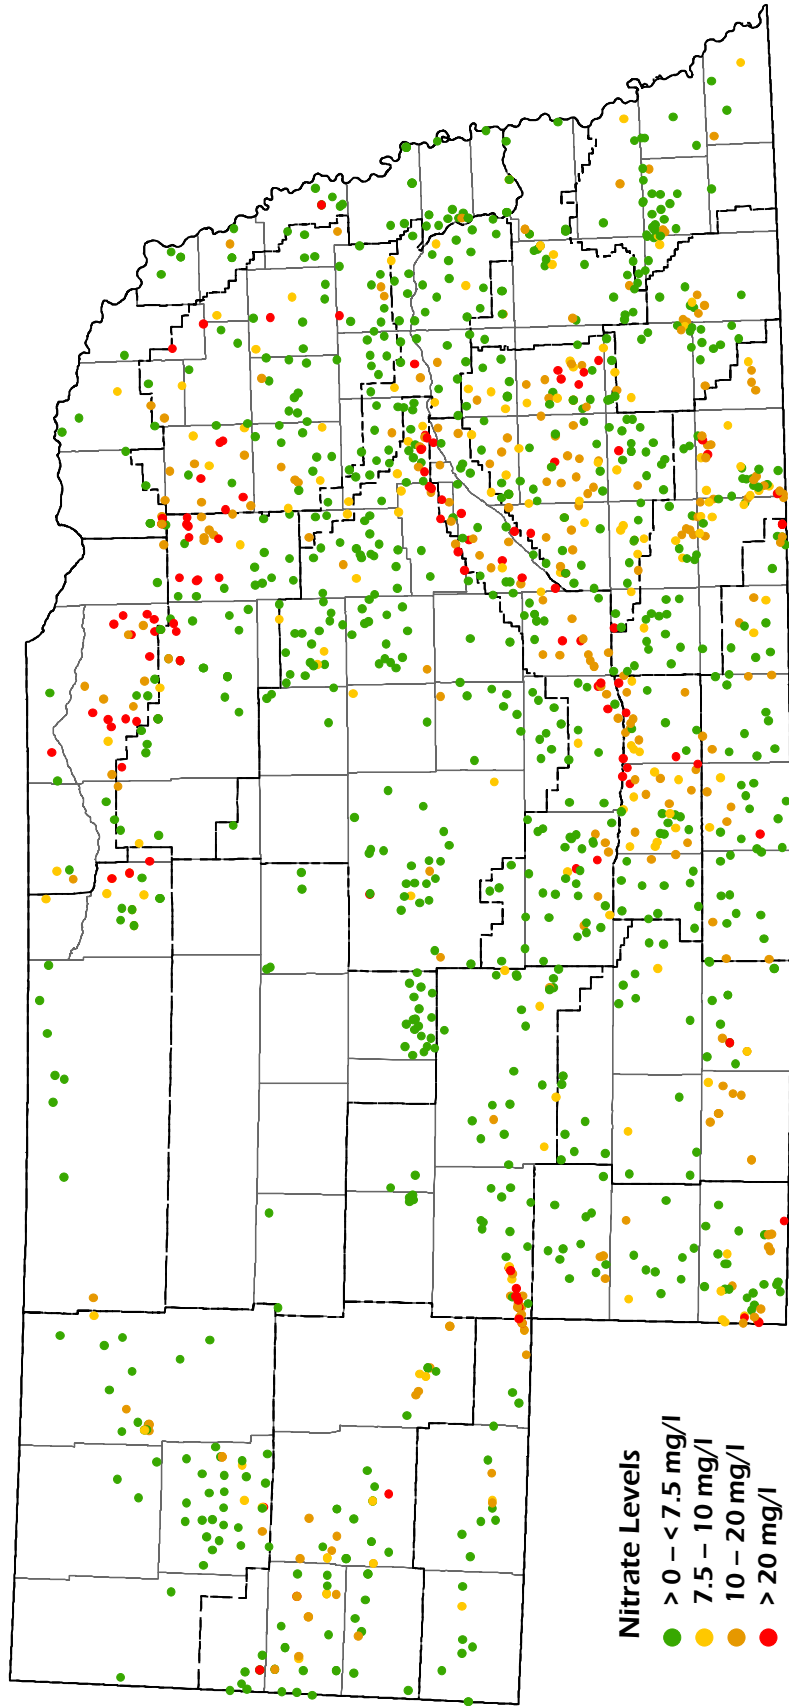 Nitrate Levels
> 0 – < 7.5 mg/l
7.5 – 10 mg/l
10 – 20 mg/l
> 20 mg/l